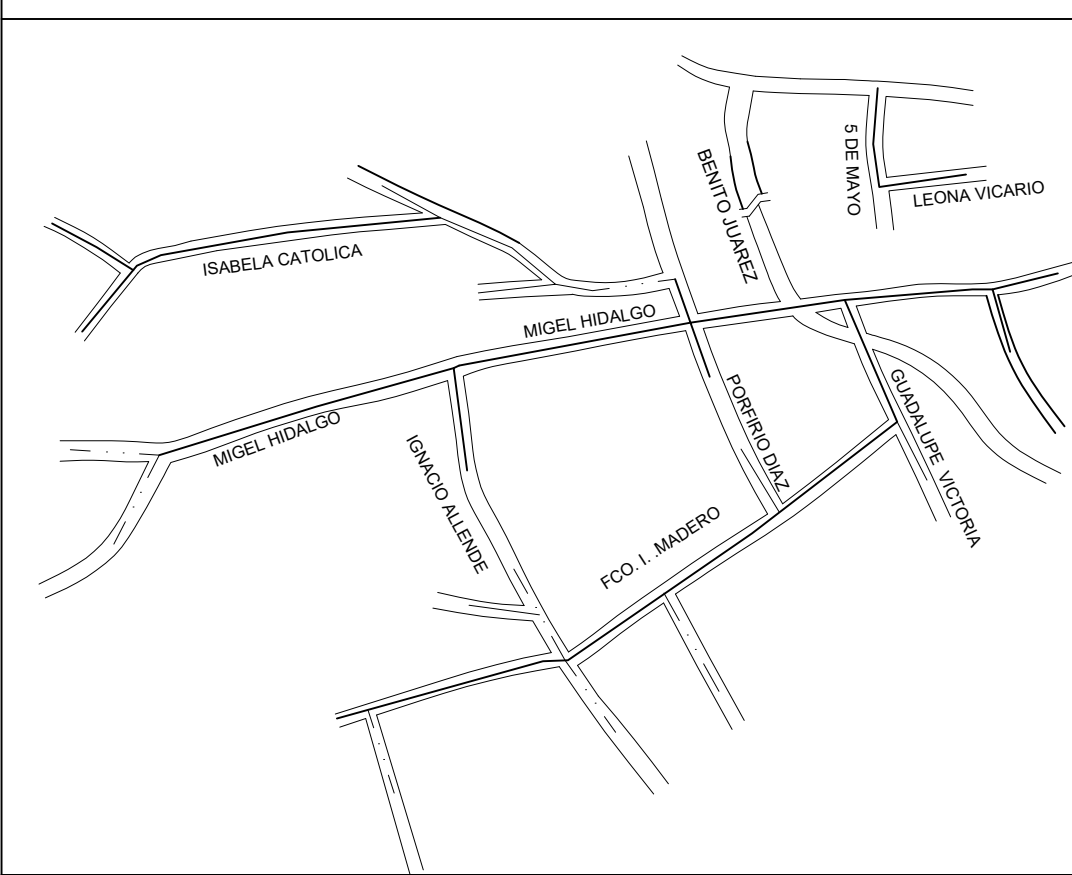 BENITO JUAREZ
5 DE MAYO
LEONA VICARIO
ISABELA CATOLICA
MIGEL HIDALGO
MIGEL HIDALGO
IGNACIO ALLENDE
PORFIRIO DIAZ
GUADALUPE VICTORIA
FCO. I. .MADERO